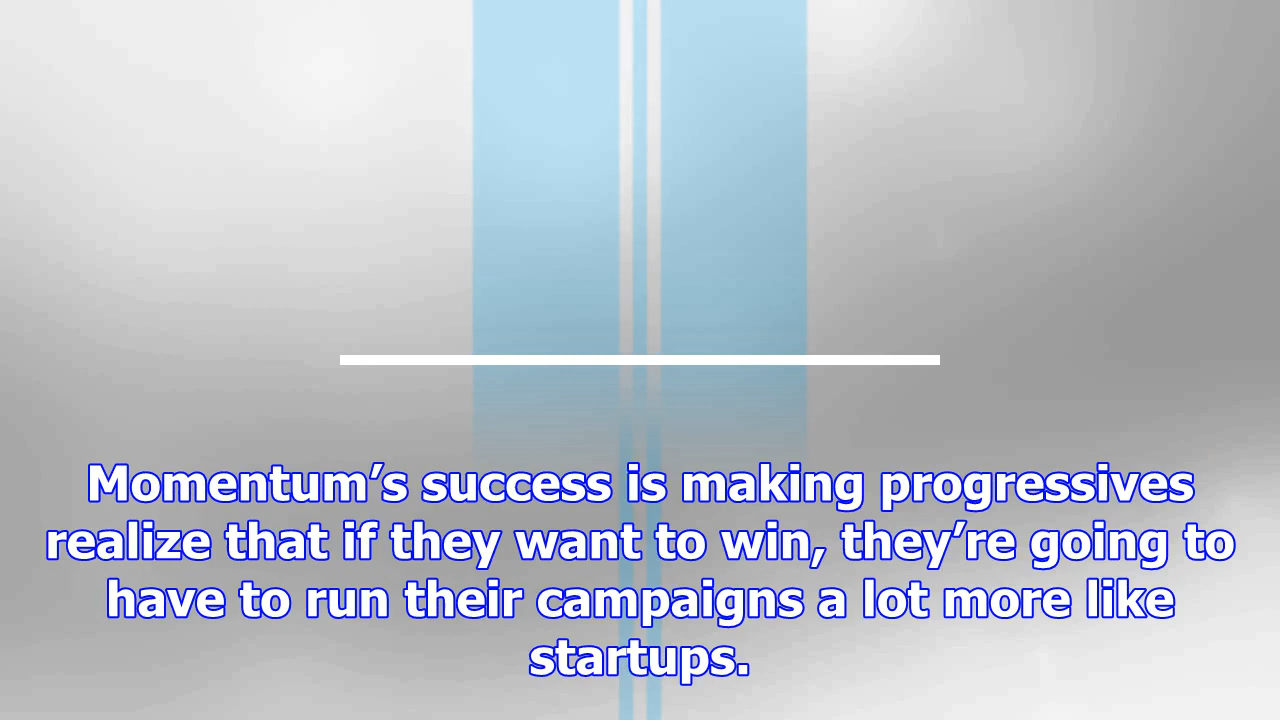 Momentum’s success is making progressives
realize that if they want to win, they’re going to
have to run their campaigns a lot more like
startups.